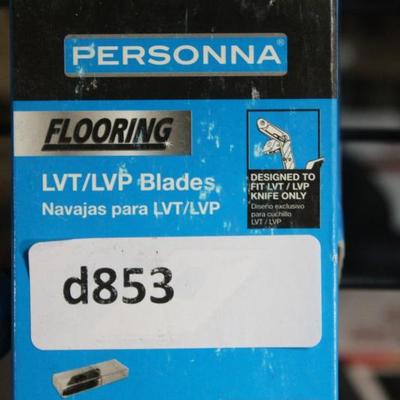 PERSONNA®
FLOORING
LVT/LVP Blades
Navajas para LVT/LVP
DESIGNED TO
FIT LVT / LVP
KNIFE ONLY
Diseño exclusivo
para cuchillo
LVT / LVP
d853